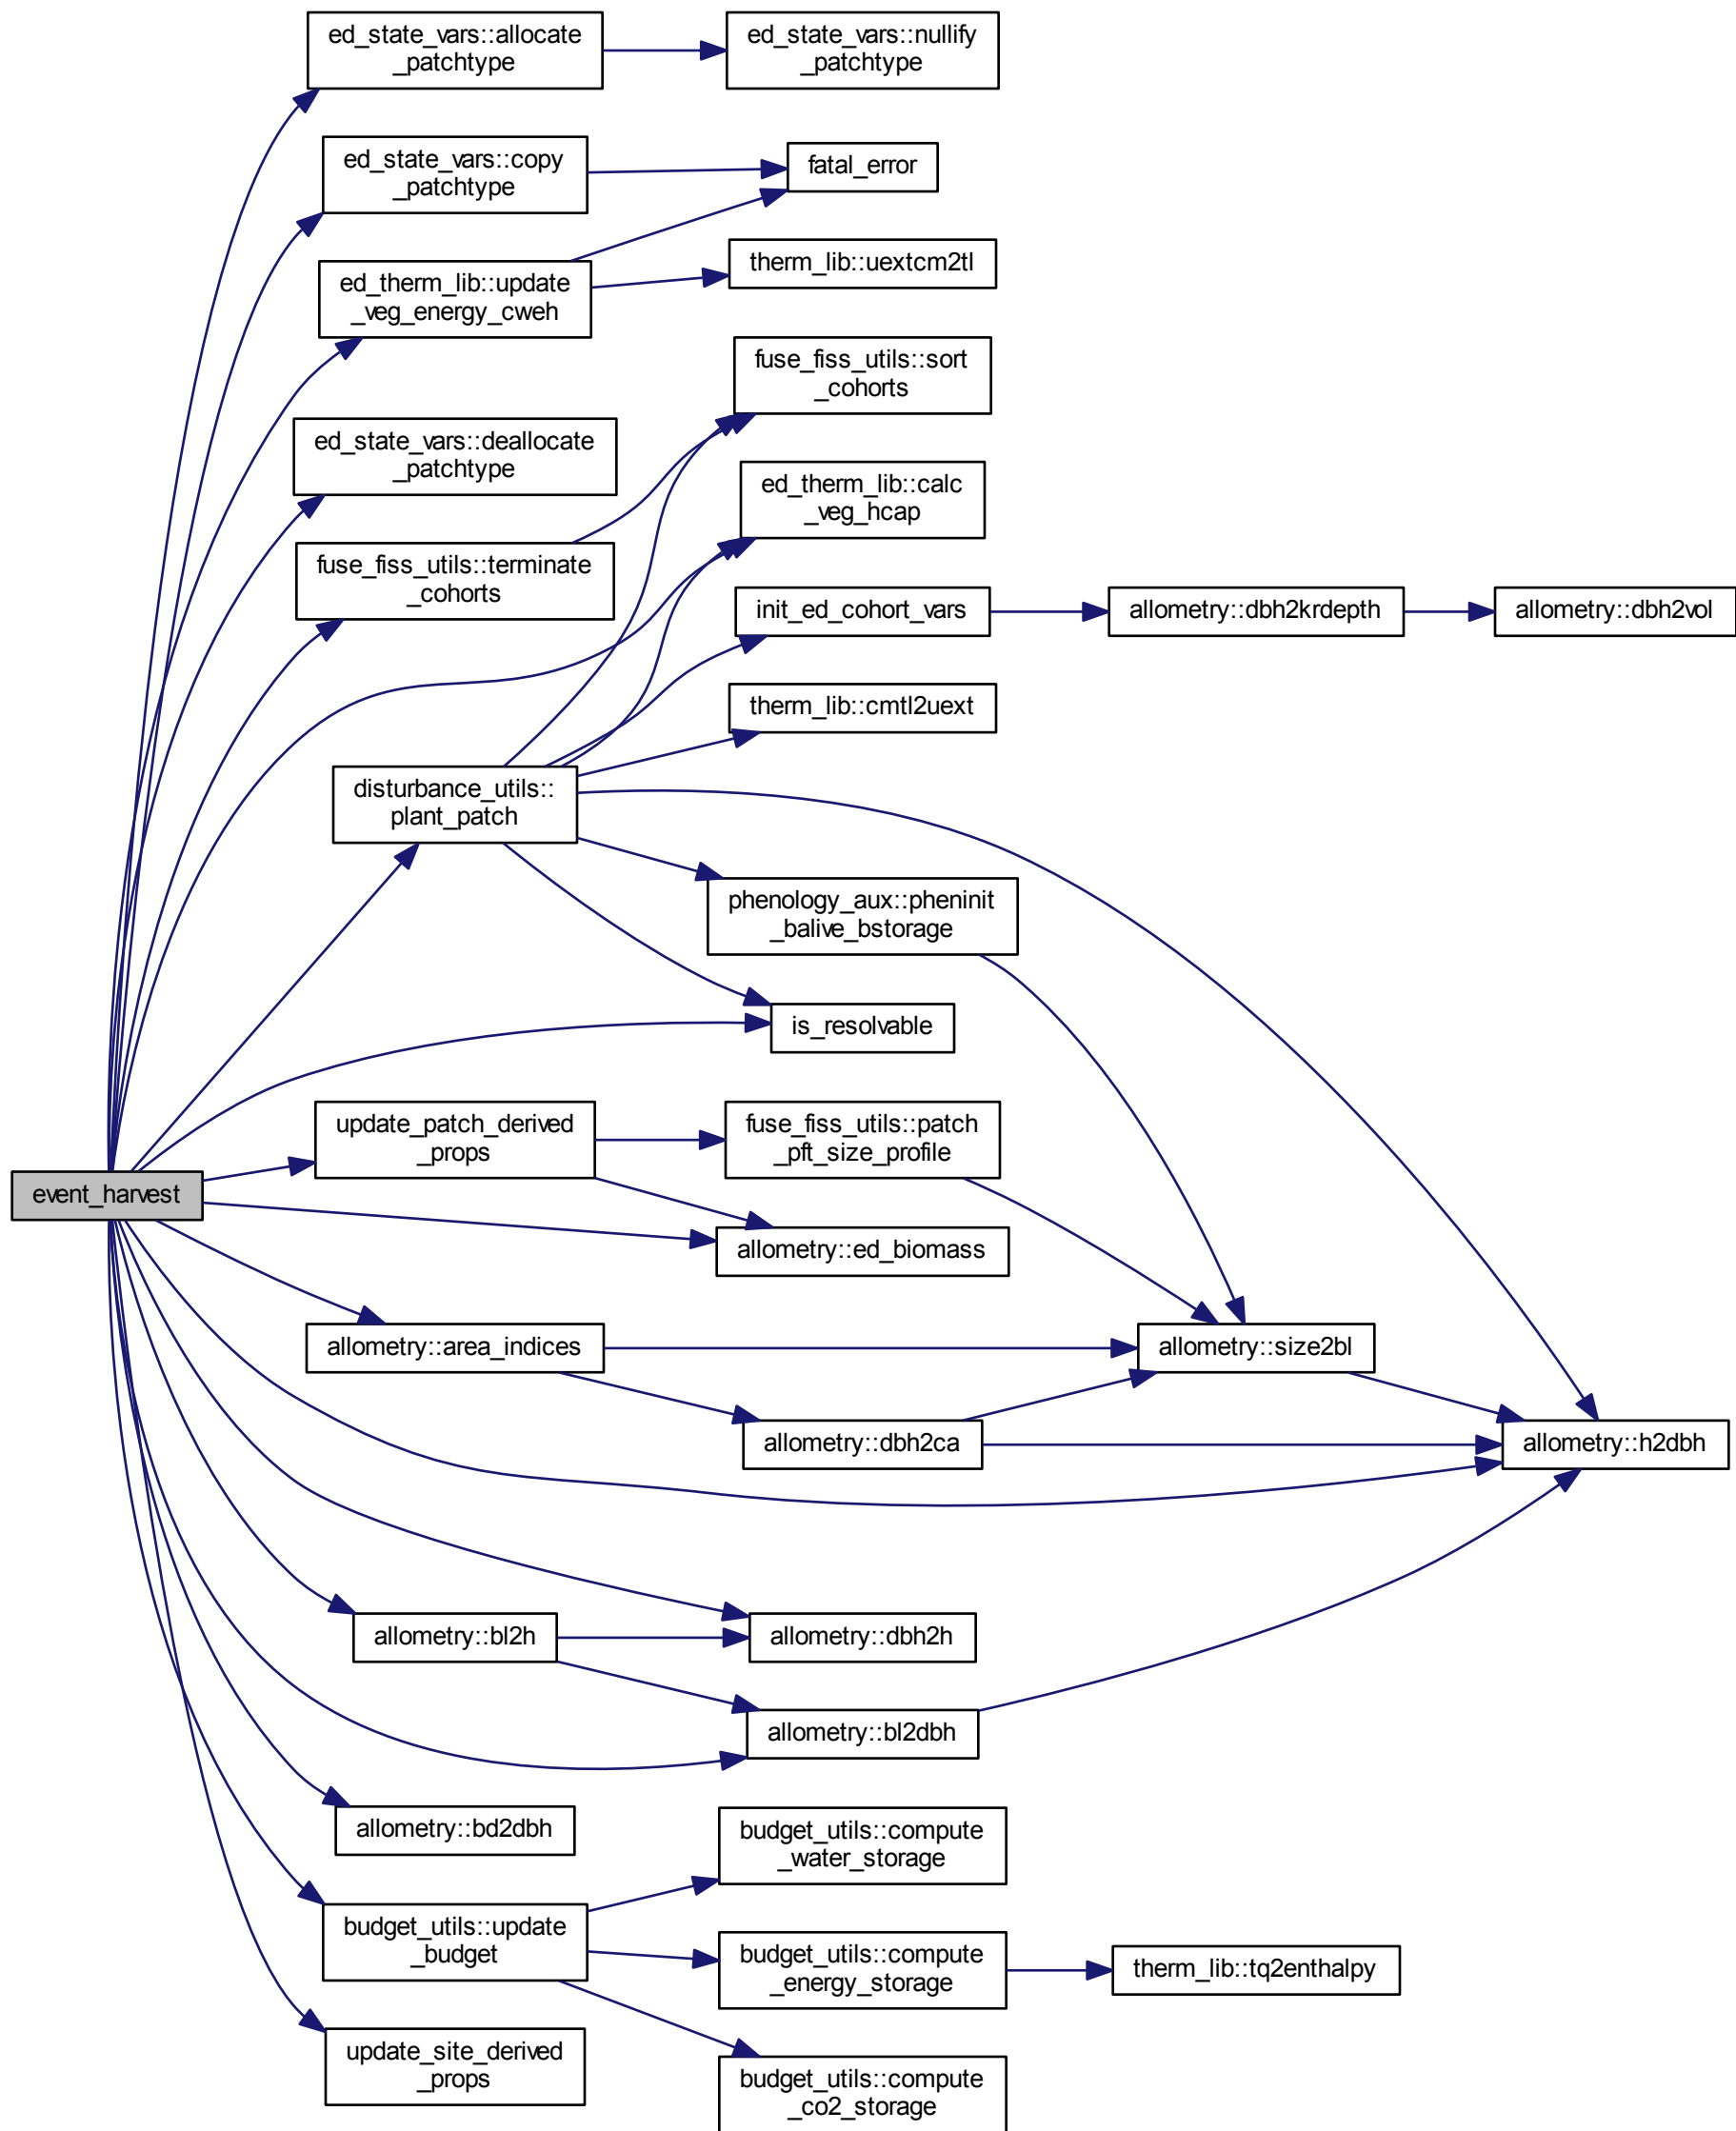 ed_state_vars::allocate
_patchtype
ed_state_vars::nullify
_patchtype
ed_state_vars::copy
_patchtype
fatal_error
ed_therm_lib::update
_veg_energy_cweh
therm_lib::uextcm2tl
fuse_fiss_utils::sort
_cohorts
ed_state_vars::deallocate
_patchtype
ed_therm_lib::calc
_veg_hcap
fuse_fiss_utils::terminate
_cohorts
init_ed_cohort_vars
allometry::dbh2krdepth
allometry::dbh2vol
therm_lib::cmtl2uext
disturbance_utils::
plant_patch
phenology_aux::pheninit
_balive_bstorage
is_resolvable
update_patch_derived
_props
fuse_fiss_utils::patch
_pft_size_profile
event_harvest
allometry::ed_biomass
allometry::area_indices
allometry::size2bl
allometry::dbh2ca
allometry::h2dbh
allometry::bl2h
allometry::dbh2h
allometry::bl2dbh
allometry::bd2dbh
budget_utils::compute
_water_storage
budget_utils::update
_budget
budget_utils::compute
_energy_storage
therm_lib::tq2enthalpy
update_site_derived
_props
budget_utils::compute
_co2_storage